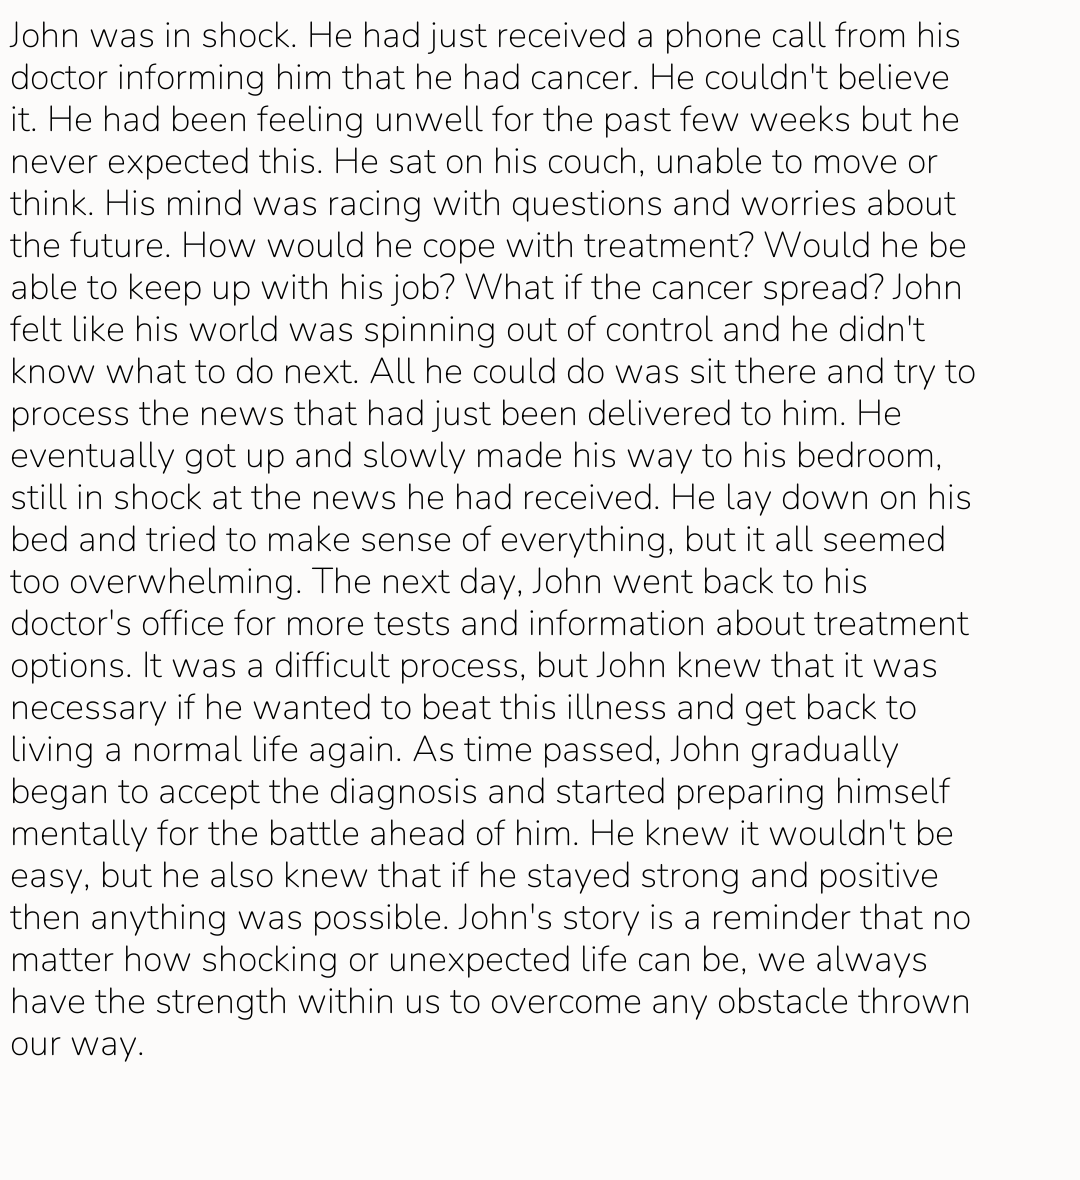 John was in shock. He had just received a phone call from his
doctor informing him that he had cancer. He couldn't believe
it. He had been feeling unwell for the past few weeks but he
never expected this. He sat on his couch, unable to move or
think. His mind was racing with questions and worries about
the future. How would he cope with treatment? Would he be
able to keep up with his job? What if the cancer spread? John
felt like his world was spinning out of control and he didn't
know what to do next. All he could do was sit there and try to
process the news that had just been delivered to him. He
eventually got up and slowly made his way to his bedroom,
still in shock at the news he had received. He lay down on his
bed and tried to make sense of everything, but it all seemed
too overwhelming. The next day, John went back to his
doctor's office for more tests and information about treatment
options. It was a difficult process, but John knew that it was
necessary if he wanted to beat this illness and get back to
living a normal life again. As time passed, John gradually
began to accept the diagnosis and started preparing himself
mentally for the battle ahead of him. He knew it wouldn't be
easy, but he also knew that if he stayed strong and positive
then anything was possible. John's story is a reminder that no
matter how shocking or unexpected life can be, we always
have the strength within us to overcome any obstacle thrown
our way.